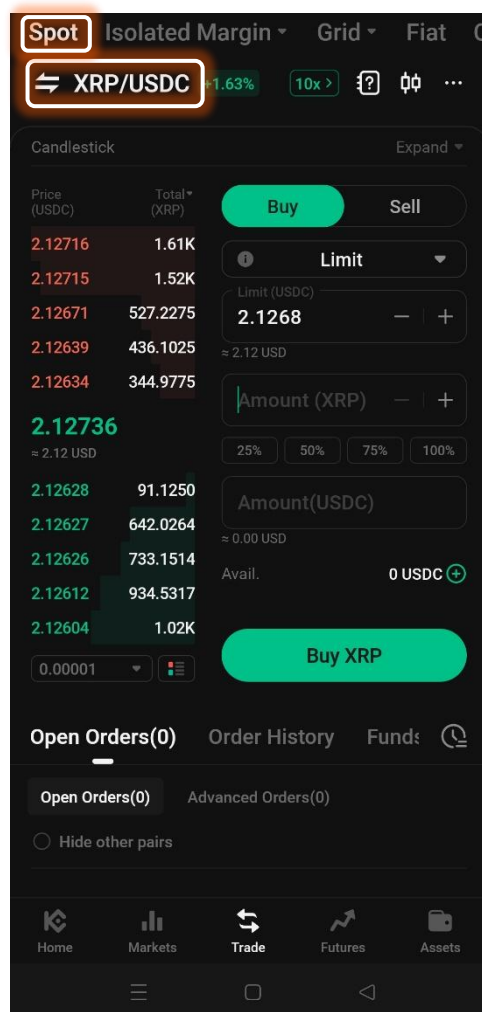 Spot Isolated Margin Grid Fiat
XRP/USDC +1.63% 10x >
Candlestick Expand
Price (USDC) Total (XRP)
Buy Sell
2.12716 1.61K
Limit
2.12715 1.52K
Limit (USDC)
2.12671 527.2275
2.1268 − +
2.12639 436.1025
≈ 2.12 USD
2.12634 344.9775
Amount (XRP) − +
2.12736
≈ 2.12 USD
25% 50% 75% 100%
2.12628 91.1250
Amount(USDC)
2.12627 642.0264
≈ 0.00 USD
2.12626 733.1514
Avail. 0 USDC
2.12612 934.5317
2.12604 1.02K
Buy XRP
0.00001
Open Orders(0) Order History Funds
Open Orders(0) Advanced Orders(0)
Hide other pairs
Home Markets Trade Futures Assets